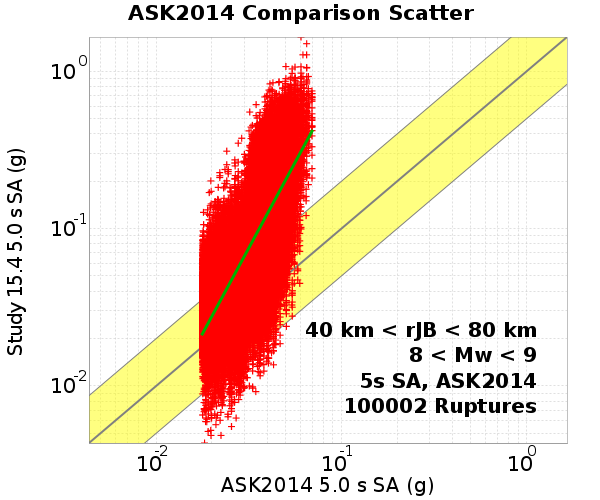 ASK2014 Comparison Scatter
Study 15.4 5.0 s SA (g)
10^0
10^-1
10^-2
40 km < rJB < 80 km
8 < Mw < 9
5s SA, ASK2014
100002 Ruptures
10^-2 10^-1 10^0
ASK2014 5.0 s SA (g)